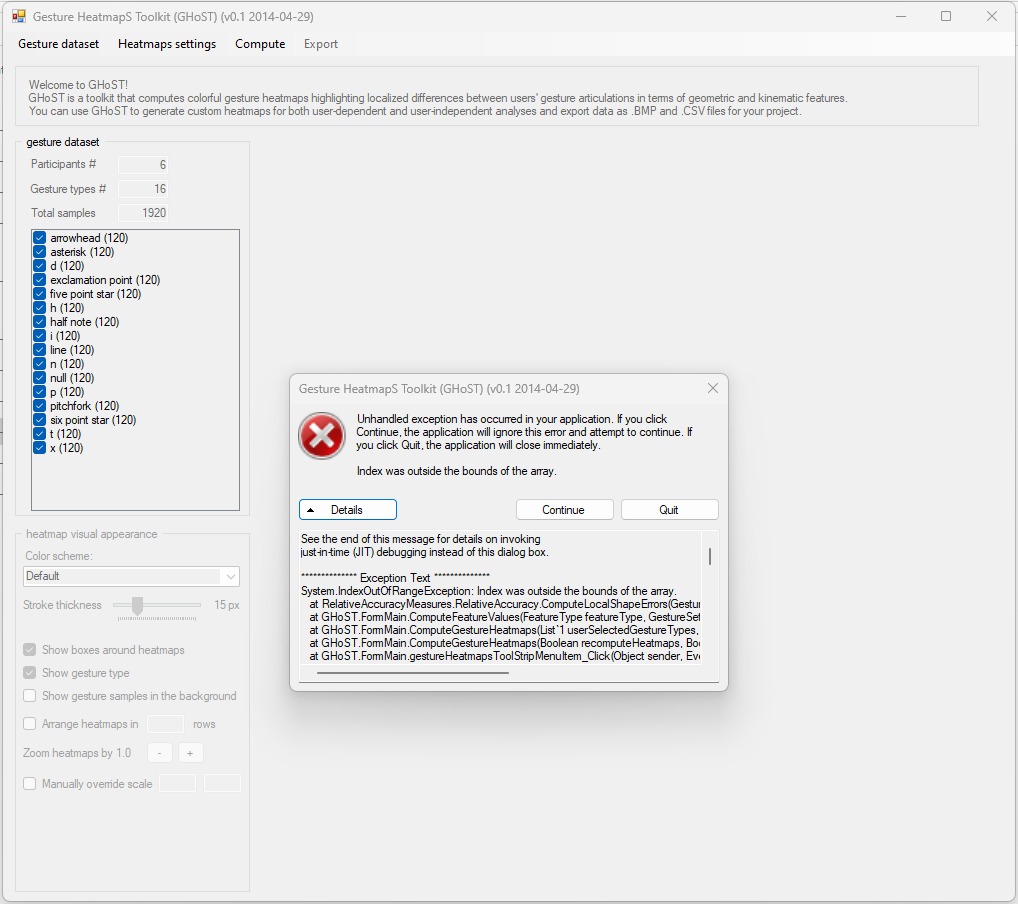 Gesture HeatmapS Toolkit (GHoST) (v0.1 2014-04-29)
Gesture dataset Heatmaps settings Compute Export
Welcome to GHoST!
GHoST is a toolkit that computes colorful gesture heatmaps highlighting localized differences between users' gesture articulations in terms of geometric and kinematic features.
You can use GHoST to generate custom heatmaps for both user-dependent and user-independent analyses and export data as .BMP and .CSV files for your project.
gesture dataset
Participants # 6
Gesture types # 16
Total samples 1920
arrowhead (120)
asterisk (120)
d (120)
exclamation point (120)
five point star (120)
h (120)
half note (120)
i (120)
line (120)
n (120)
null (120)
p (120)
pitchfork (120)
six point star (120)
t (120)
x (120)
heatmap visual appearance
Color scheme:
Default
Stroke thickness 15 px
Show boxes around heatmaps
Show gesture type
Show gesture samples in the background
Arrange heatmaps in rows
Zoom heatmaps by 1.0 - +
Manually override scale
Gesture HeatmapS Toolkit (GHoST) (v0.1 2014-04-29)
Unhandled exception has occurred in your application. If you click
Continue, the application will ignore this error and attempt to continue. If
you click Quit, the application will close immediately.
Index was outside the bounds of the array.
Details Continue Quit
See the end of this message for details on invoking
just-in-time (JIT) debugging instead of this dialog box.
************** Exception Text **************
System.IndexOutOfRangeException: Index was outside the bounds of the array.
at RelativeAccuracyMeasures.RelativeAccuracy.ComputeLocalShapeErrors(Gestur
at GHoST.FormMain.ComputeFeatureValues(FeatureType featureType, GestureSet
at GHoST.FormMain.ComputeGestureHeatmaps(List`1 userSelectedGestureTypes,
at GHoST.FormMain.ComputeGestureHeatmaps(Boolean recomputeHeatmaps, Boo
at GHoST.FormMain.gestureHeatmapsToolStripMenuItem_Click(Object sender, Eve